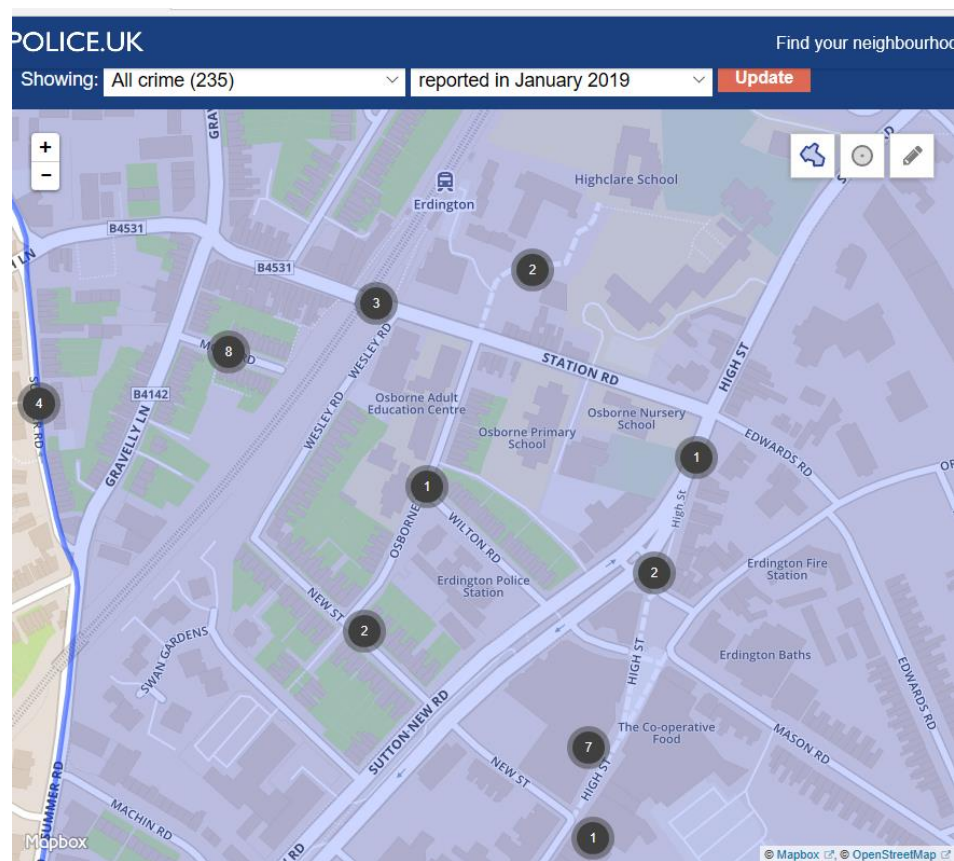 POLICE.UK
Find your neighbourhoo
Showing: All crime (235) reported in January 2019 Update
+
−
Highclare School
Erdington
B4531
B4531
LN
GRAVELLY LN
B4142
2
3
8
4
WESLEY RD
WESLEY RD
STATION RD
HIGH ST
Osborne Adult
Education Centre
Osborne Primary
School
Osborne Nursery
School
1
EDWARDS RD
1
High St
OSBORNE
WILTON RD
Erdington Police
Station
2
Erdington Fire
Station
NEW ST
2
SWAN GARDENS
HIGH ST
Erdington Baths
EDWARDS RD
SUTTON NEW RD
The Co-operative
Food
7
MASON RD
NEW ST
HIGH ST
SUMMER RD
MACHIN RD
1
RD
Mapbox
© Mapbox, © OpenStreetMap